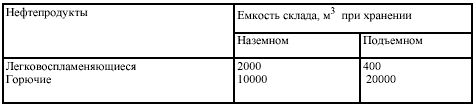 Нефтепродукты Емкость склада, м3 при хранении
Наземном Подъемном
Легковоспламеняющиеся 2000 400
Горючие 10000 20000